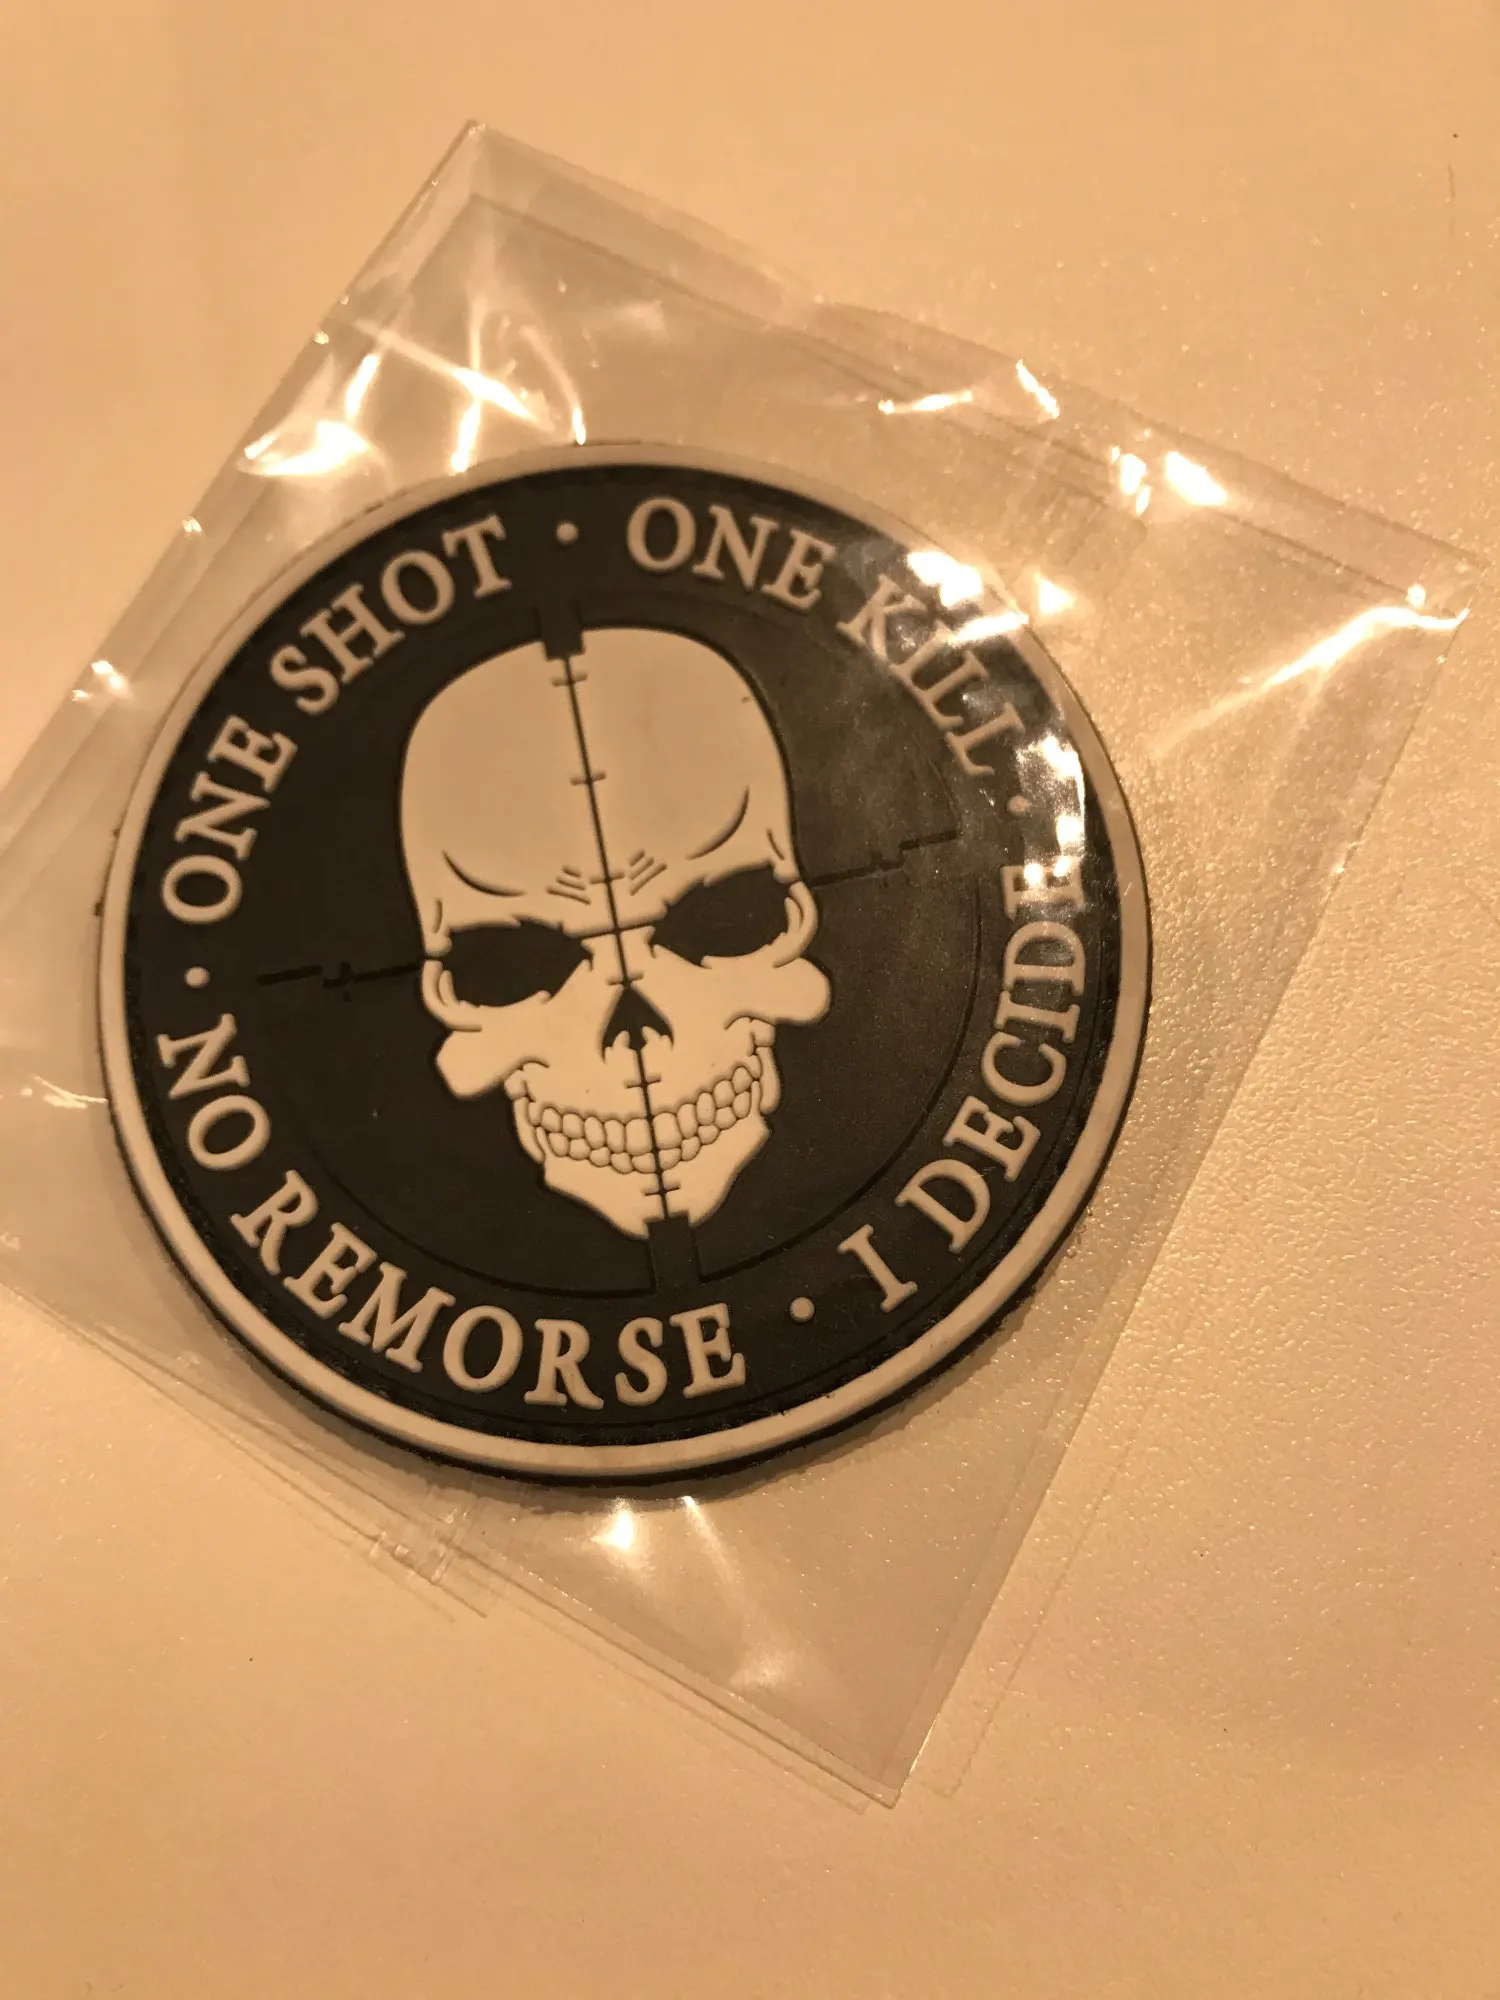 ONE SHOT · ONE KILL · I DECIDE · NO REMORSE ·